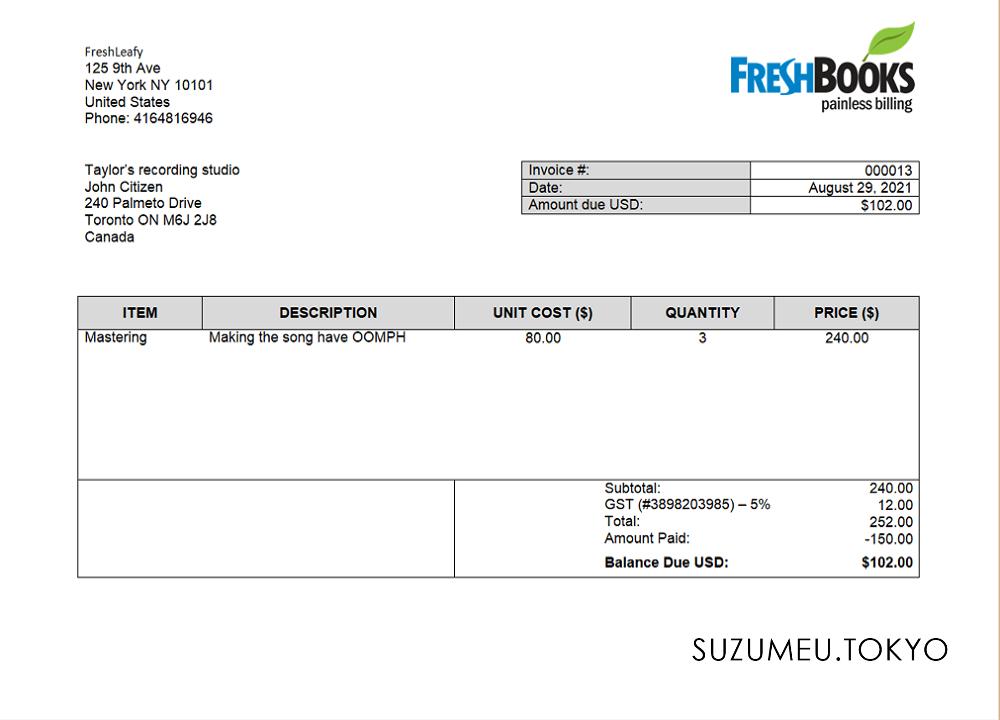 FreshLeafy
125 9th Ave
New York NY 10101
United States
Phone: 4164816946
FRESHBOOKS
painless billing
Taylor's recording studio
John Citizen
240 Palmeto Drive
Toronto ON M6J 2J8
Canada
Invoice #: 000013
Date: August 29, 2021
Amount due USD: $102.00
ITEM DESCRIPTION UNIT COST ($) QUANTITY PRICE ($)
Mastering Making the song have OOMPH 80.00 3 240.00
Subtotal: 240.00
GST (#3898203985) – 5% 12.00
Total: 252.00
Amount Paid: -150.00
Balance Due USD: $102.00
SUZUMEU.TOKYO